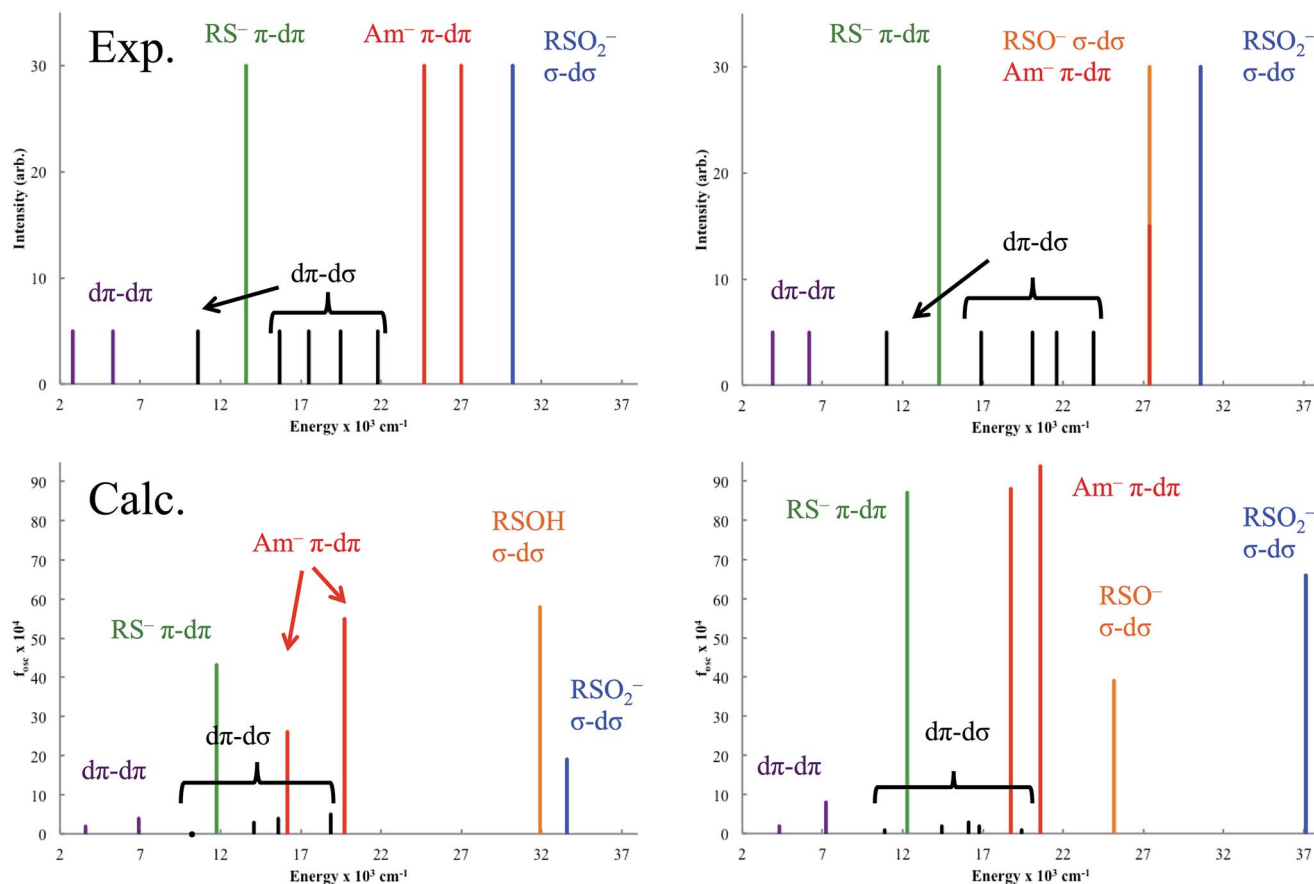 Exp.
RS⁻ π-dπ
Am⁻ π-dπ
RSO₂⁻
σ-dσ
dπ-dσ
dπ-dπ
Intensity (arb.)
30
20
10
0
2 7 12 17 22 27 32 37
Energy x 10³ cm⁻¹
RS⁻ π-dπ
RSO⁻ σ-dσ
Am⁻ π-dπ
RSO₂⁻
σ-dσ
dπ-dσ
dπ-dπ
Intensity (arb.)
30
20
10
0
2 7 12 17 22 27 32 37
Energy x 10³ cm⁻¹
Calc.
RSOH
σ-dσ
Am⁻ π-dπ
RS⁻ π-dπ
RSO₂⁻
σ-dσ
dπ-dσ
dπ-dπ
fosc x 10⁴
90
80
70
60
50
40
30
20
10
0
2 7 12 17 22 27 32 37
Energy x 10³ cm⁻¹
Am⁻ π-dπ
RS⁻ π-dπ
RSO₂⁻
σ-dσ
RSO⁻
σ-dσ
dπ-dσ
dπ-dπ
fosc x 10⁴
90
80
70
60
50
40
30
20
10
0
2 7 12 17 22 27 32 37
Energy x 10³ cm⁻¹